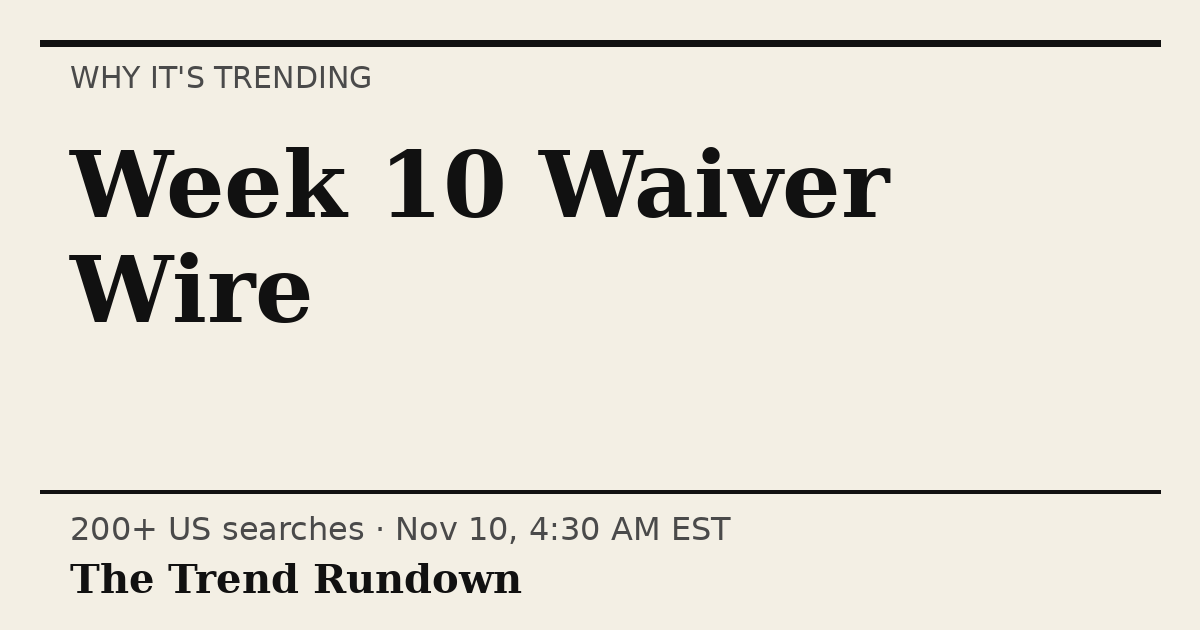 WHY IT'S TRENDING
Week 10 Waiver
Wire
200+ US searches · Nov 10, 4:30 AM EST
The Trend Rundown